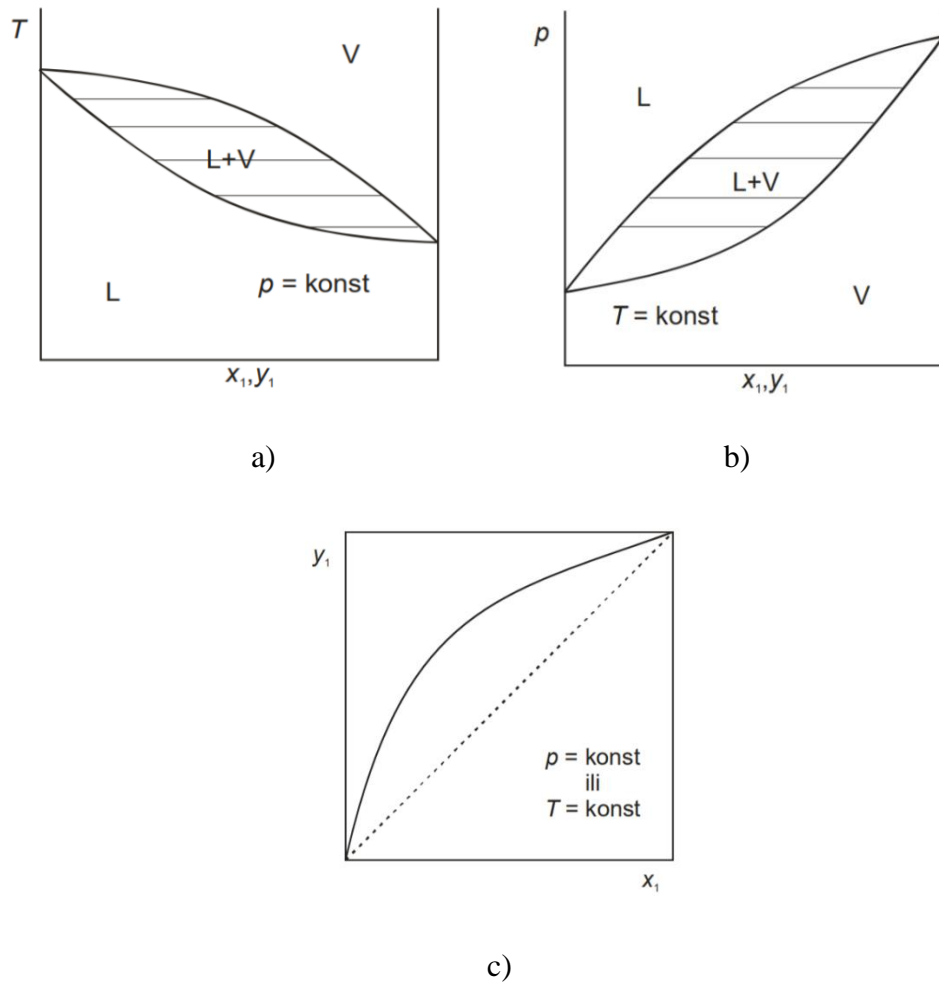 T
V
L+V
L
p = konst
x₁,y₁
a)
p
L
L+V
V
T = konst
x₁,y₁
b)
y₁
p = konst
ili
T = konst
x₁
c)